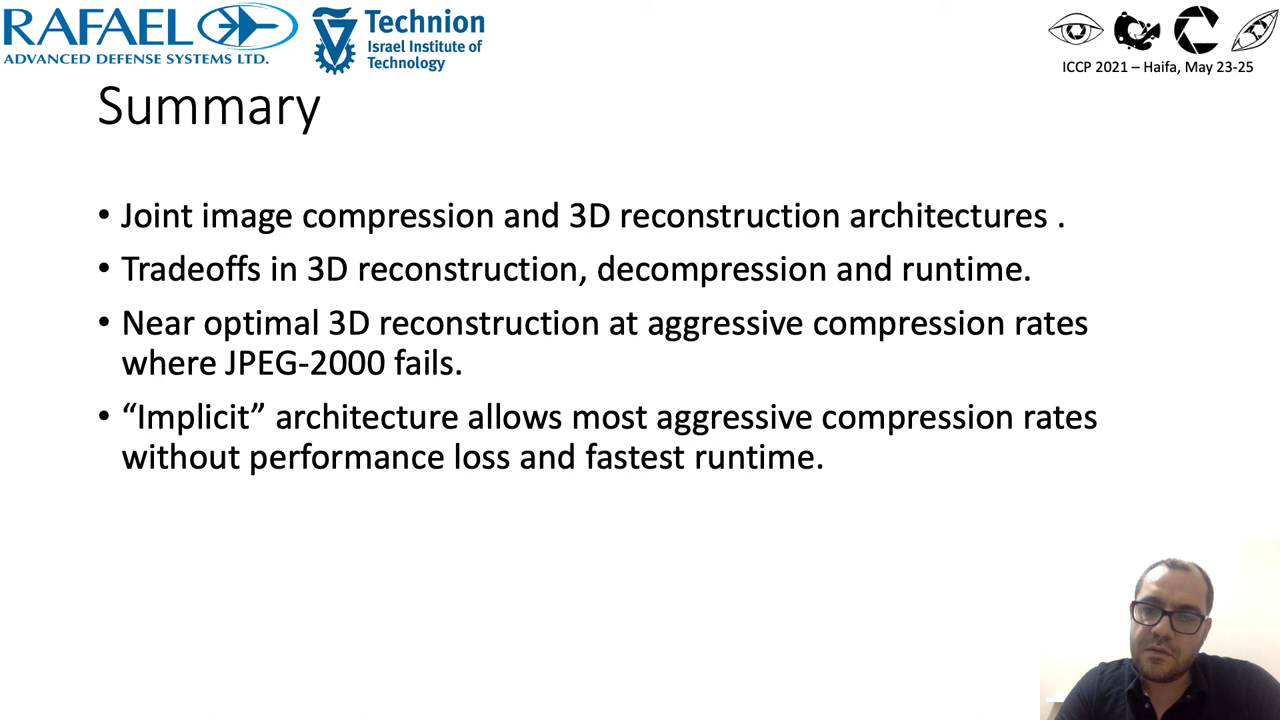 RAFAEL
ADVANCED DEFENSE SYSTEMS LTD.
Technion
Israel Institute of
Technology
ICCP 2021 – Haifa, May 23-25
Summary
• Joint image compression and 3D reconstruction architectures .
• Tradeoffs in 3D reconstruction, decompression and runtime.
• Near optimal 3D reconstruction at aggressive compression rates
where JPEG-2000 fails.
• “Implicit” architecture allows most aggressive compression rates
without performance loss and fastest runtime.